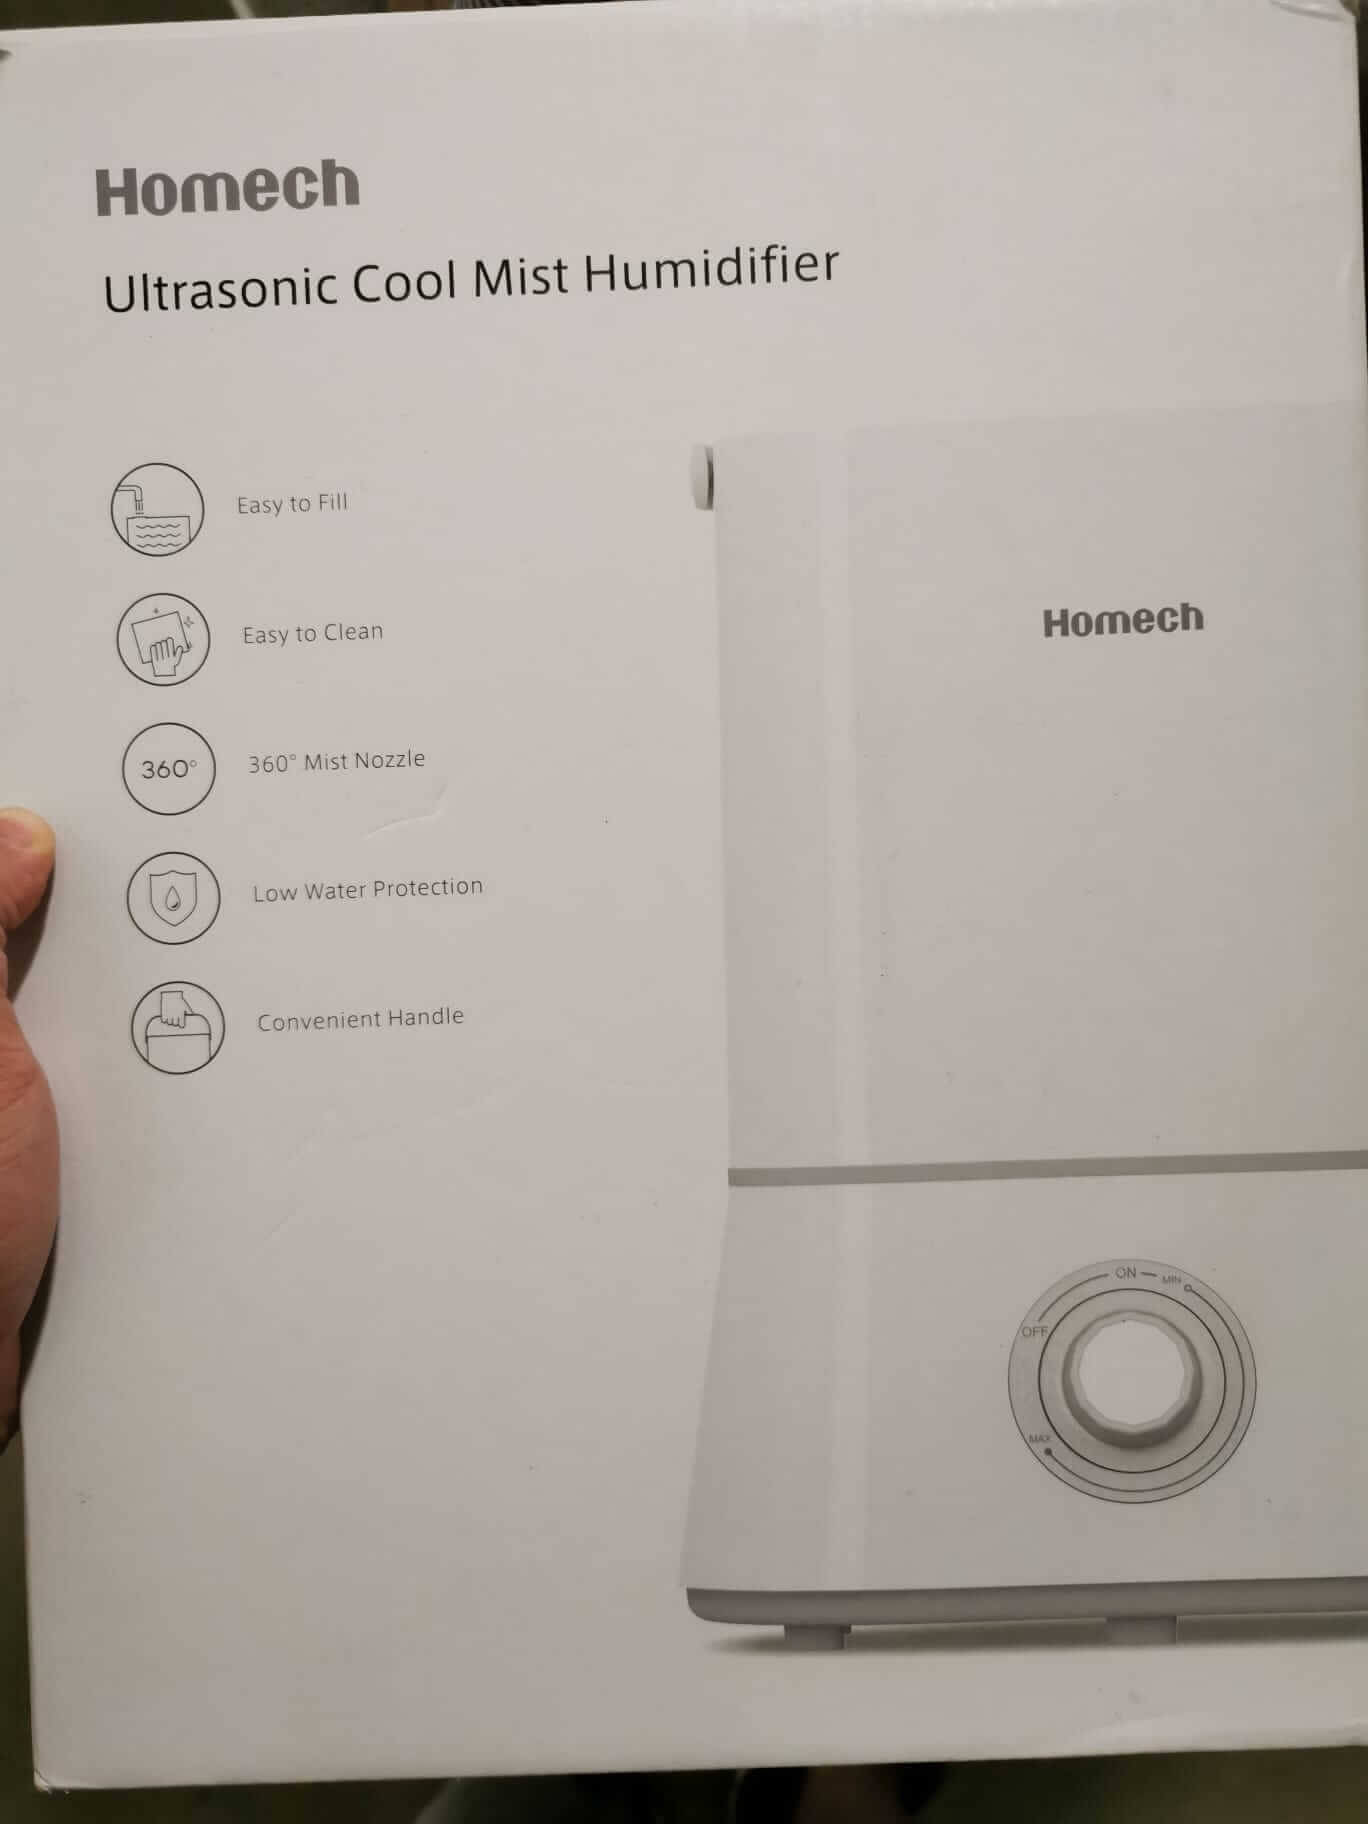 Homech
Ultrasonic Cool Mist Humidifier
Easy to Fill
Easy to Clean
360°
360° Mist Nozzle
Low Water Protection
Convenient Handle
Homech
ON
MIN
OFF
MAX